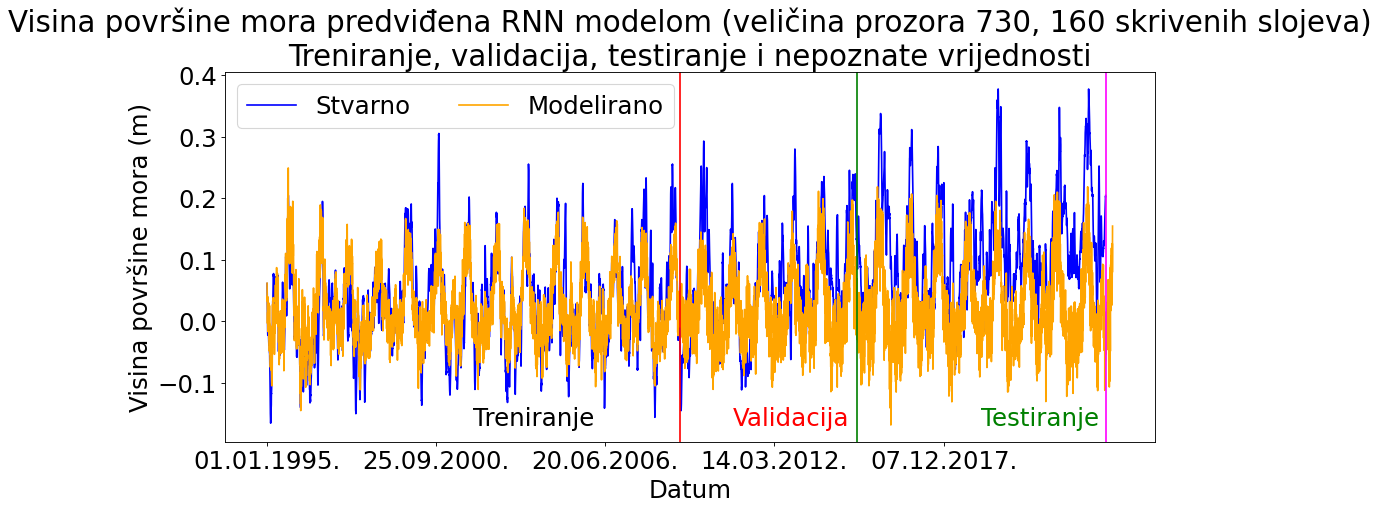 Visina površine mora predviđena RNN modelom (veličina prozora 730, 160 skrivenih slojeva)
Treniranje, validacija, testiranje i nepoznate vrijednosti
Stvarno
Modelirano
Visina površine mora (m)
0.4
0.3
0.2
0.1
0.0
−0.1
Treniranje
Validacija
Testiranje
01.01.1995.
25.09.2000.
20.06.2006.
14.03.2012.
07.12.2017.
Datum